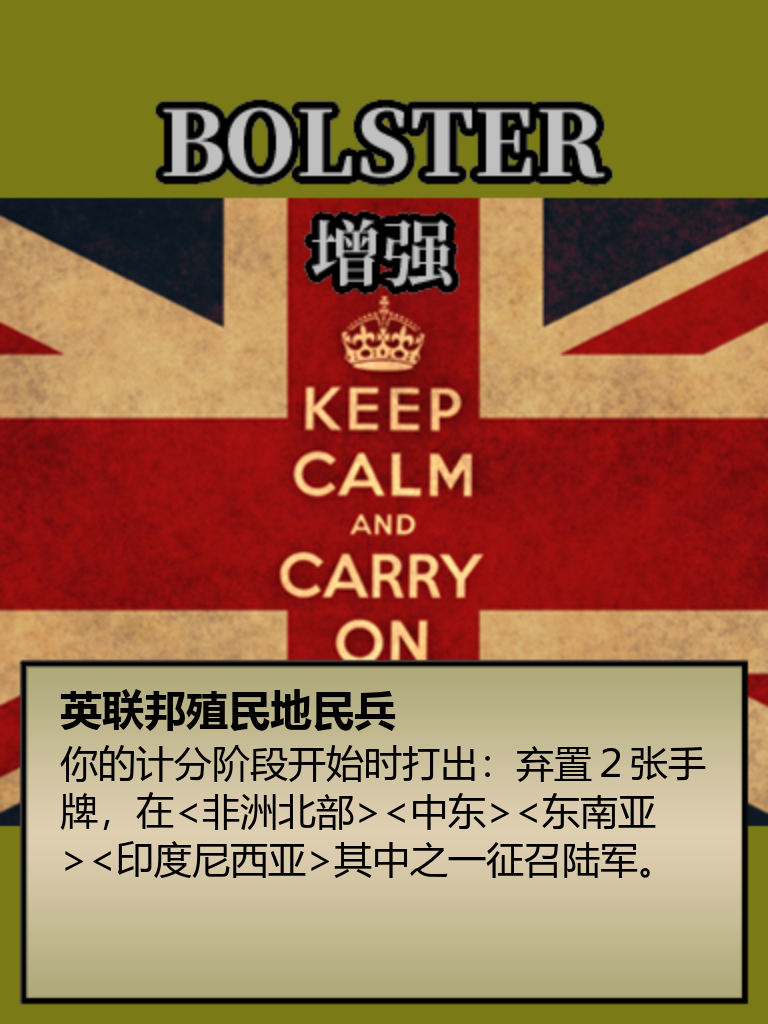 BOLSTER
增强
KEEP
CALM
AND
CARRY
ON
英联邦殖民地民兵
你的计分阶段开始时打出：弃置2张手
牌，在<非洲北部><中东><东南亚
><印度尼西亚>其中之一征召陆军。